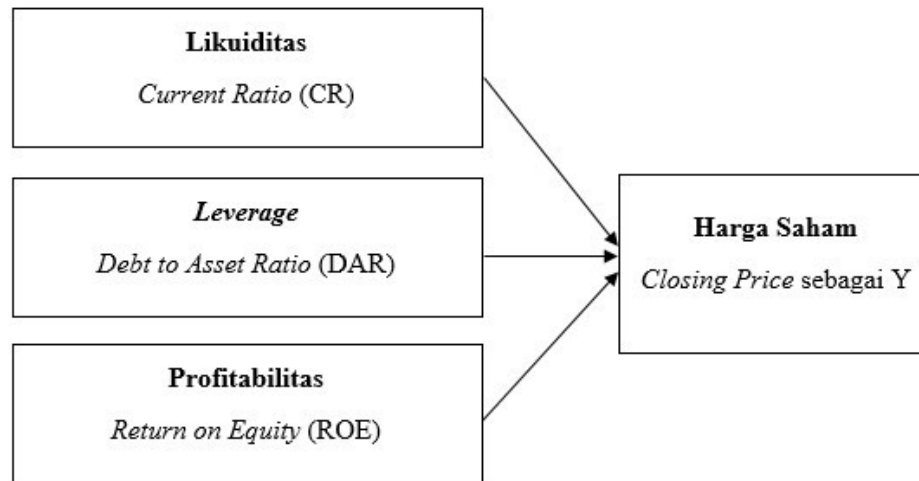 Likuiditas
Current Ratio (CR)
Leverage
Debt to Asset Ratio (DAR)
Profitabilitas
Return on Equity (ROE)
Harga Saham
Closing Price sebagai Y